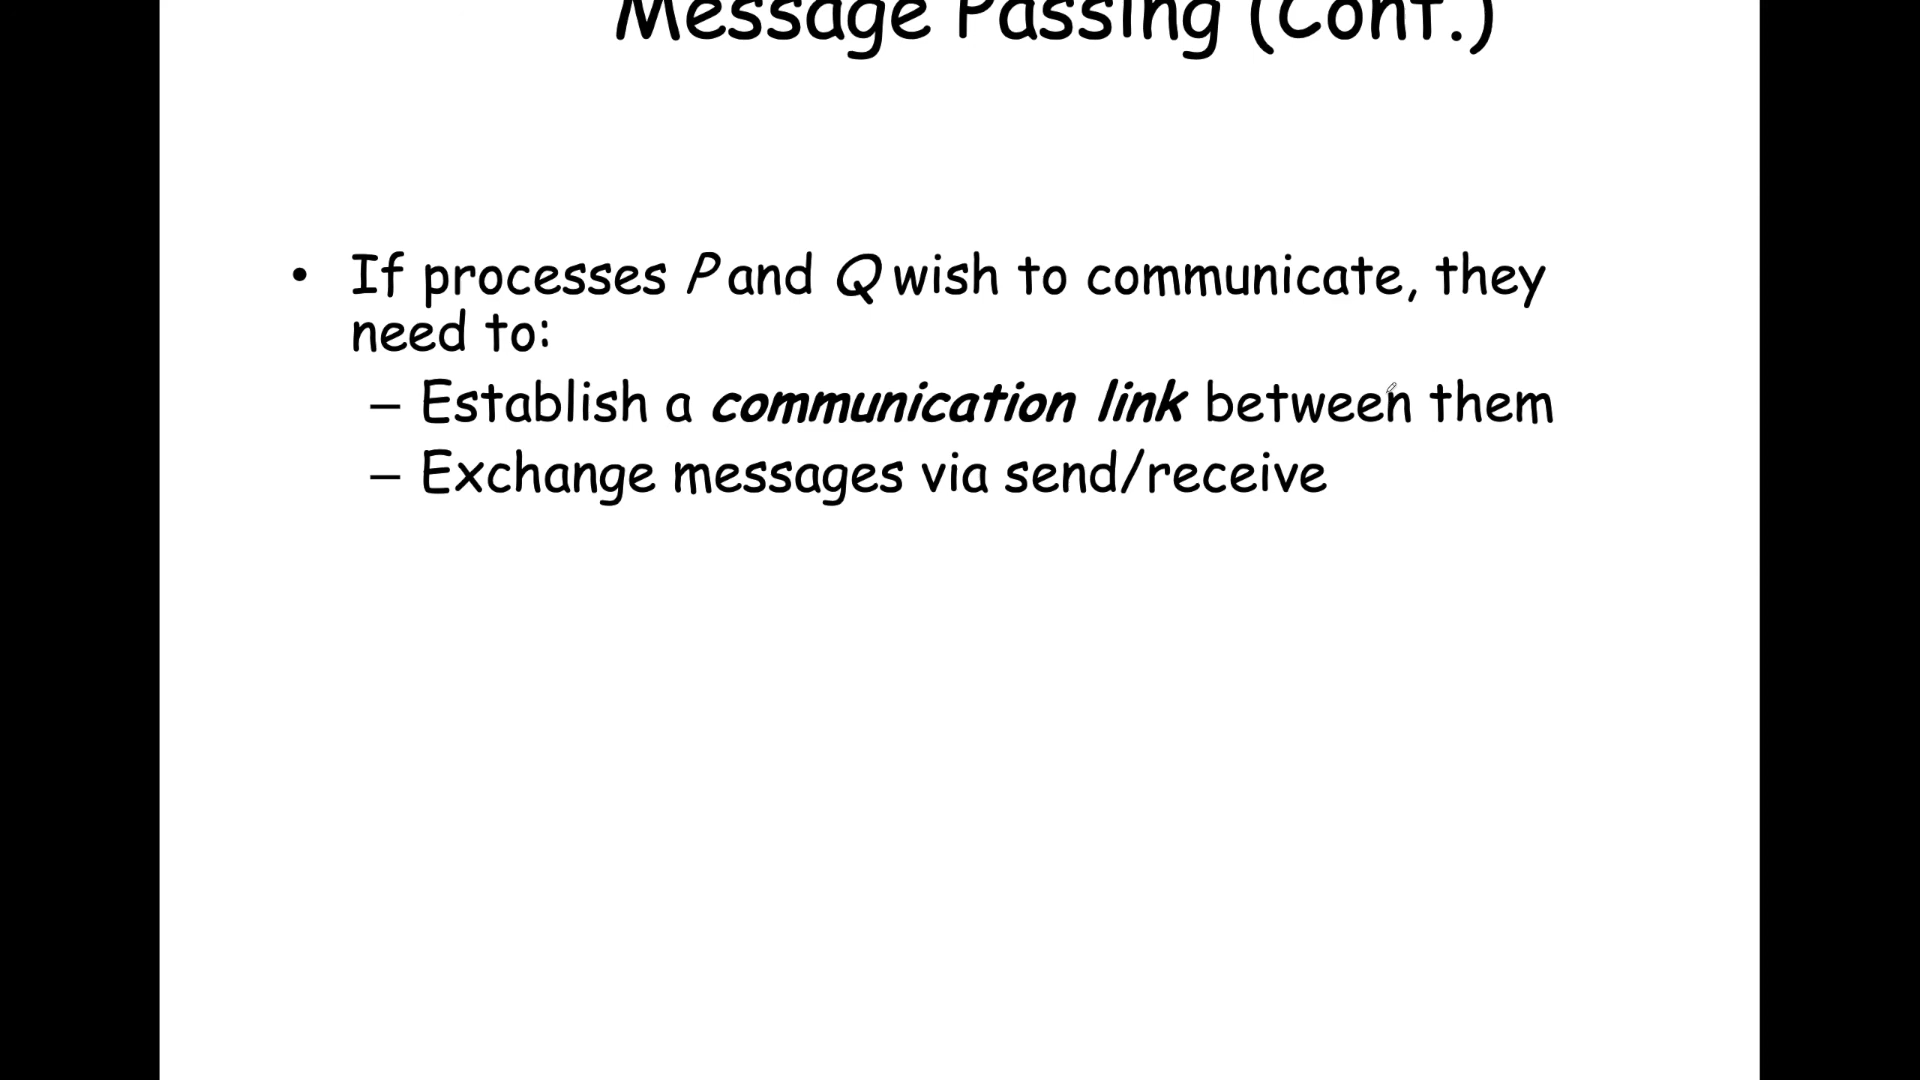 Message Passing (Cont.)
• If processes P and Q wish to communicate, they
need to:
– Establish a communication link between them
– Exchange messages via send/receive